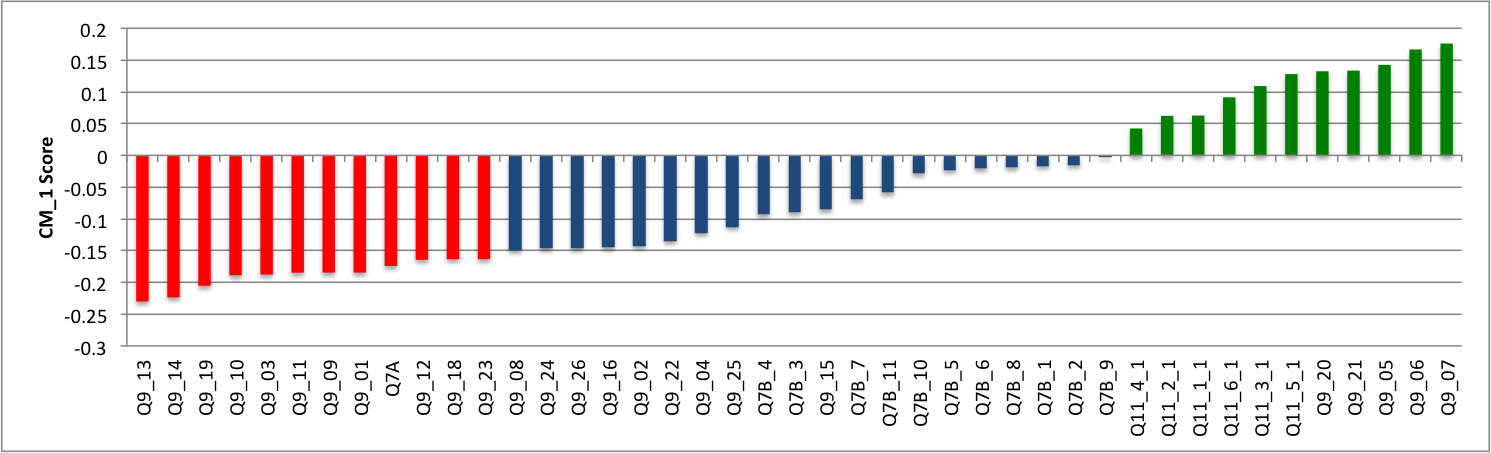 0.2
0.15
0.1
0.05
0
-0.05
-0.1
-0.15
-0.2
-0.25
-0.3
CM_1 Score
Q9_13
Q9_14
Q9_19
Q9_10
Q9_03
Q9_11
Q9_09
Q9_01
Q7A
Q9_12
Q9_18
Q9_23
Q9_08
Q9_24
Q9_26
Q9_16
Q9_02
Q9_22
Q9_04
Q9_25
Q7B_4
Q7B_3
Q9_15
Q7B_7
Q7B_11
Q7B_10
Q7B_5
Q7B_6
Q7B_8
Q7B_1
Q7B_2
Q7B_9
Q11_4_1
Q11_2_1
Q11_1_1
Q11_6_1
Q11_3_1
Q11_5_1
Q9_20
Q9_21
Q9_05
Q9_06
Q9_07